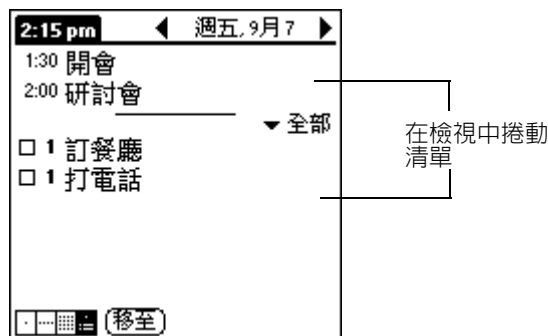 2:15 pm 週五, 9月 7
1:30 開會
2:00 研討會
全部
1 訂餐廳
1 打電話
在檢視中捲動
清單
移至